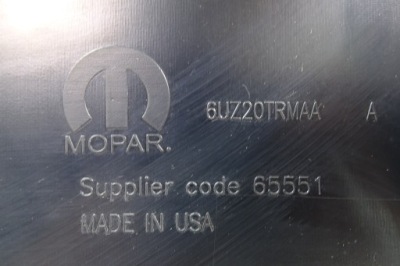 6UZ20TRMAA A
MOPAR.
Supplier code 65551
MADE IN USA